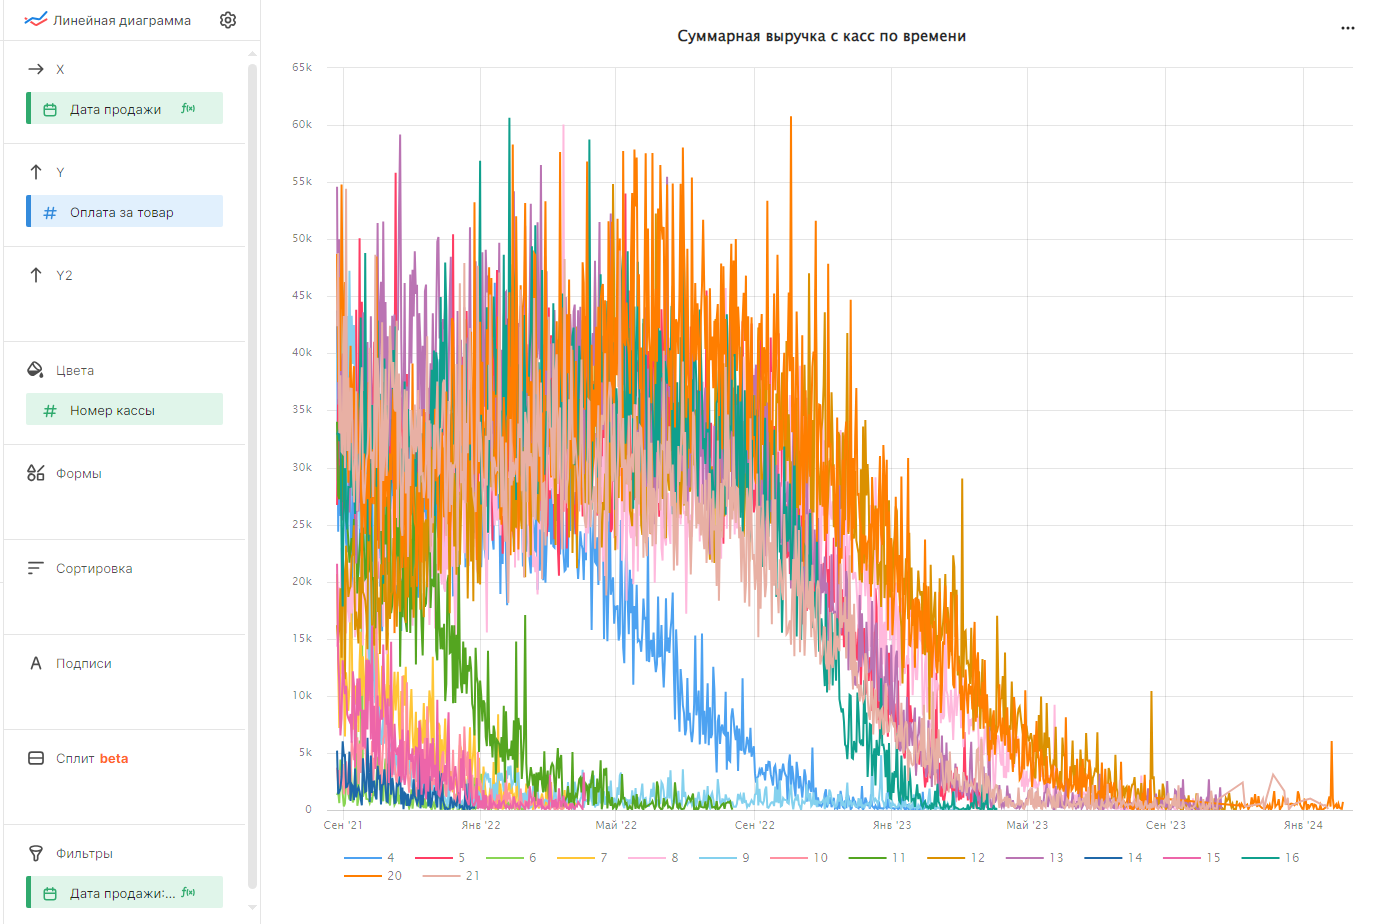 Линейная диаграмма
X
Дата продажи f(x)
Y
# Оплата за товар
Y2
Цвета
# Номер кассы
Формы
Сортировка
A Подписи
Сплит beta
Фильтры
Дата продажи:... f(x)
Суммарная выручка с касс по времени
65k
60k
55k
50k
45k
40k
35k
30k
25k
20k
15k
10k
5k
0
Сен '21 Янв '22 Май '22 Сен '22 Янв '23 Май '23 Сен '23 Янв '24
4 5 6 7 8 9 10 11 12 13 14 15 16
20 21